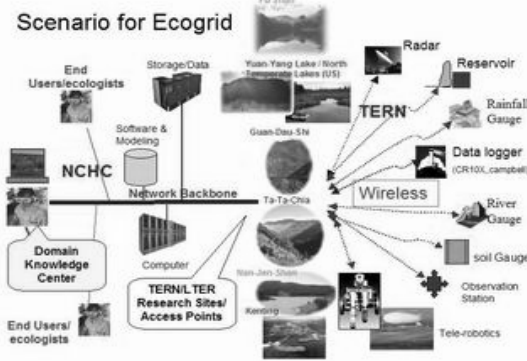 Scenario for Ecogrid
End
Users/ecologists
Storage/Data
Yuan-Yang Lake / North
Temperate Lakes (US)
Radar
Reservoir
TERN
Rainfall
Gauge
Software &
Modeling
Guan-Dau-Shi
Data logger
(CR10X_campbell)
NCHC
Network Backbone
Ta-Ta-Chia
Wireless
River
Gauge
Domain
Knowledge
Center
Computer
TERN/LTER
Research Sites/
Access Points
Nan-Jen-Shan
soil Gauge
Kenting
Observation
Station
End Users/
ecologists
Tele-robotics